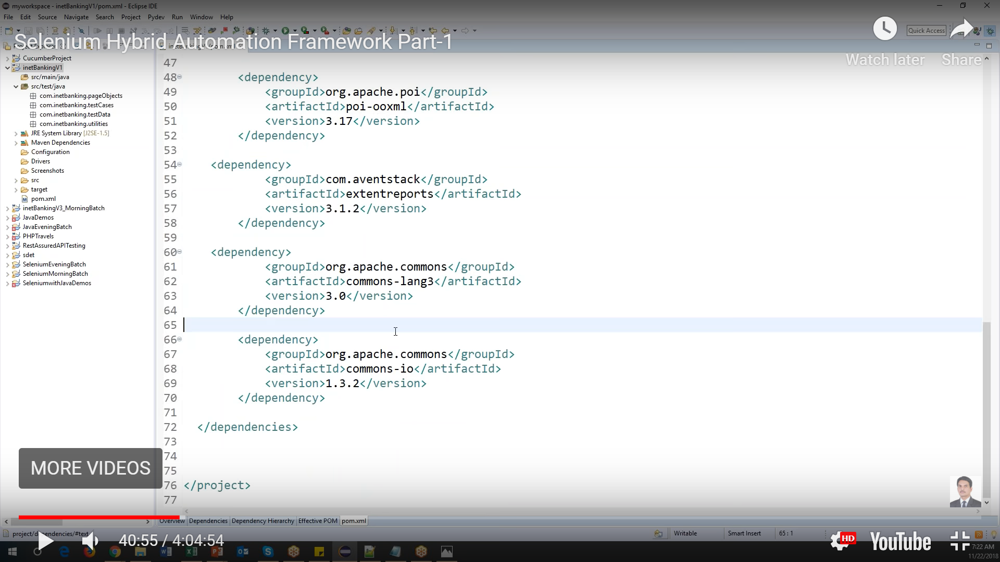 myworkspace - inetBankingV1/pom.xml - Eclipse IDE
File Edit Source Navigate Search Project Pydev Run Window Help
Quick Access
Selenium Hybrid Automation Framework Part-1
Watch later Share
CucumberProject
inetBankingV1
src/main/java
src/test/java
com.inetbanking.pageObjects
com.inetbanking.testCases
com.inetbanking.testData
com.inetbanking.utilities
JRE System Library [J2SE-1.5]
Maven Dependencies
Configuration
Drivers
Screenshots
src
target
pom.xml
inetBankingV3_MorningBatch
JavaDemos
JavaEveningBatch
PHPTravels
RestAssuredAPITesting
sdet
SeleniumEveningBatch
SeleniumMorningBatch
SeleniumwithJavaDemos
47
48 <dependency>
49 <groupId>org.apache.poi</groupId>
50 <artifactId>poi-ooxml</artifactId>
51 <version>3.17</version>
52 </dependency>
53
54 <dependency>
55 <groupId>com.aventstack</groupId>
56 <artifactId>extentreports</artifactId>
57 <version>3.1.2</version>
58 </dependency>
59
60 <dependency>
61 <groupId>org.apache.commons</groupId>
62 <artifactId>commons-lang3</artifactId>
63 <version>3.0</version>
64 </dependency>
65
66 <dependency>
67 <groupId>org.apache.commons</groupId>
68 <artifactId>commons-io</artifactId>
69 <version>1.3.2</version>
70 </dependency>
71
72 </dependencies>
73
74
75
76 </project>
77
MORE VIDEOS
Overview Dependencies Dependency Hierarchy Effective POM pom.xml
project/dependencies/#text Writable Smart Insert 65 : 1
40:55 / 4:04:54
HD YouTube
7:22 AM
11/22/2018